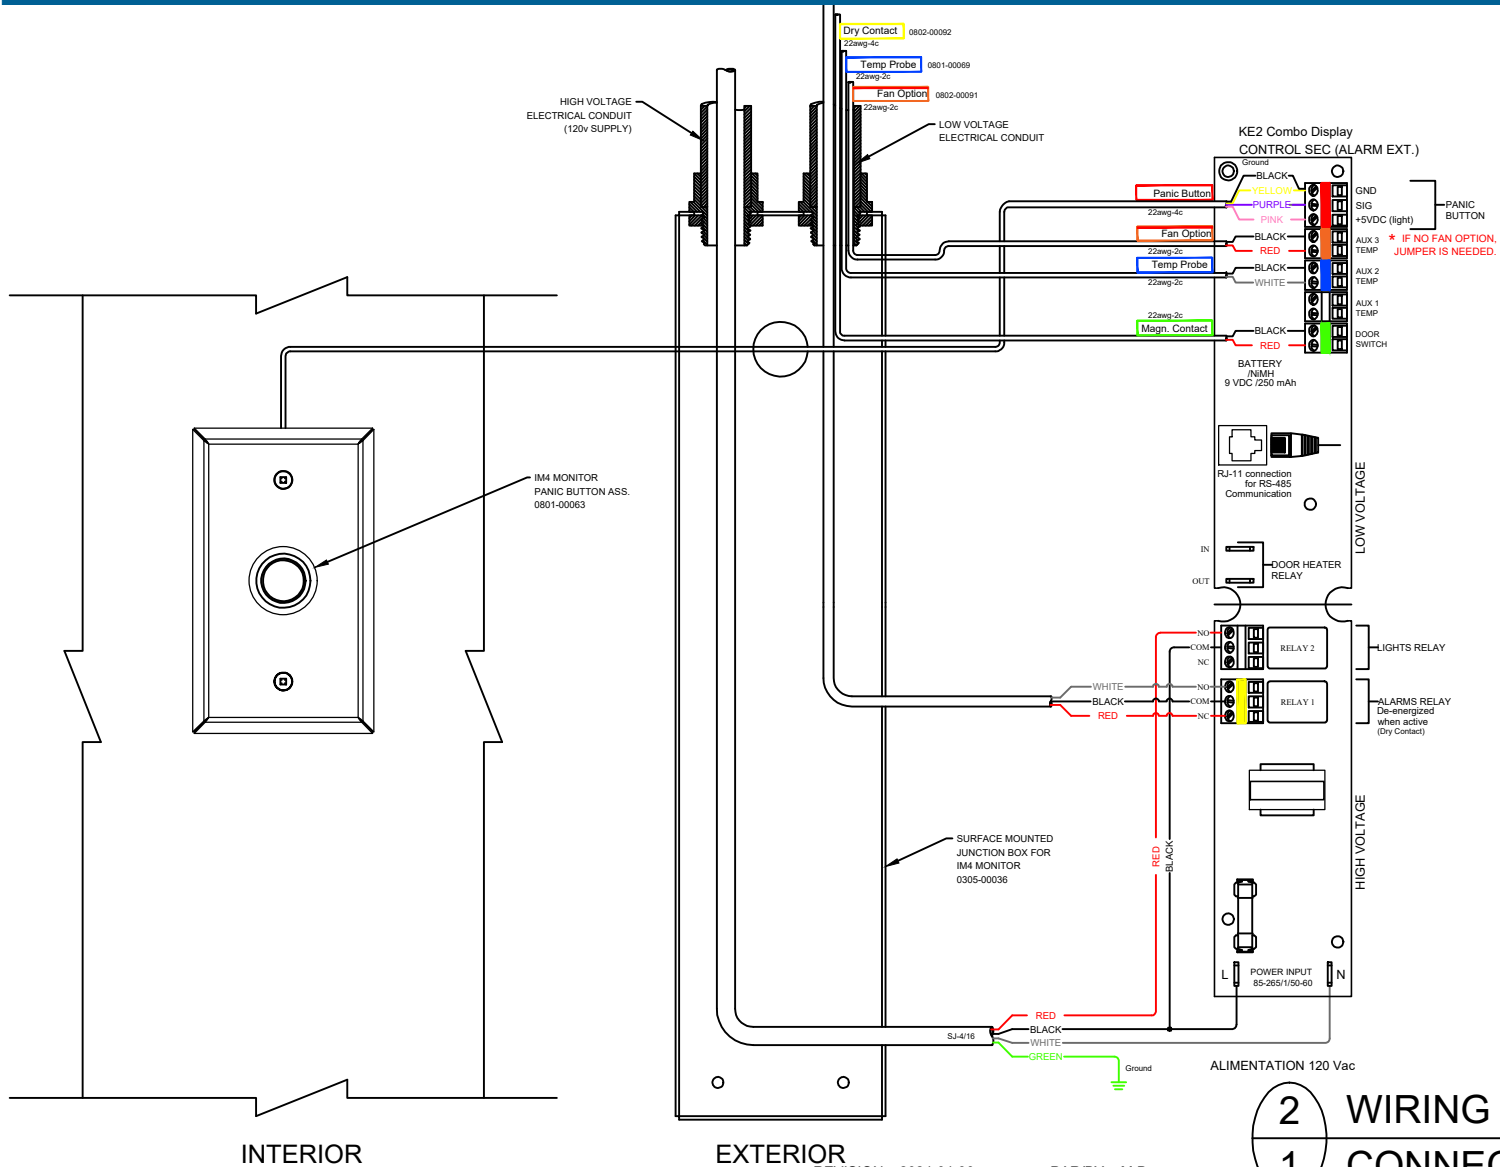 Dry Contact 0802-00092
22awg-4c
Temp Probe 0801-00069
22awg-2c
Fan Option 0802-00091
22awg-2c
HIGH VOLTAGE
ELECTRICAL CONDUIT
(120v SUPPLY)
LOW VOLTAGE
ELECTRICAL CONDUIT
KE2 Combo Display
CONTROL SEC (ALARM EXT.)
Ground
Panic Button
22awg-4c
BLACK
YELLOW
PURPLE
PINK
GND
SIG
+5VDC (light)
PANIC
BUTTON
Fan Option
22awg-2c
BLACK
RED
AUX 3
TEMP
* IF NO FAN OPTION,
JUMPER IS NEEDED.
Temp Probe
22awg-2c
BLACK
WHITE
AUX 2
TEMP
AUX 1
TEMP
22awg-2c
Magn. Contact
BLACK
RED
DOOR
SWITCH
BATTERY
/NiMH
9 VDC /250 mAh
RJ-11 connection
for RS-485
Communication
LOW VOLTAGE
IN
OUT
DOOR HEATER
RELAY
IM4 MONITOR
PANIC BUTTON ASS.
0801-00063
NO
COM
NC
RELAY 2
LIGHTS RELAY
WHITE
BLACK
RED
NO
COM
NC
RELAY 1
ALARMS RELAY
De-energized
when active
(Dry Contact)
HIGH VOLTAGE
RED
BLACK
SURFACE MOUNTED
JUNCTION BOX FOR
IM4 MONITOR
0305-00036
L
POWER INPUT
85-265/1/50-60
N
SJ-4/16
RED
BLACK
WHITE
GREEN
Ground
ALIMENTATION 120 Vac
2 WIRING
1 CONNEC
INTERIOR
EXTERIOR